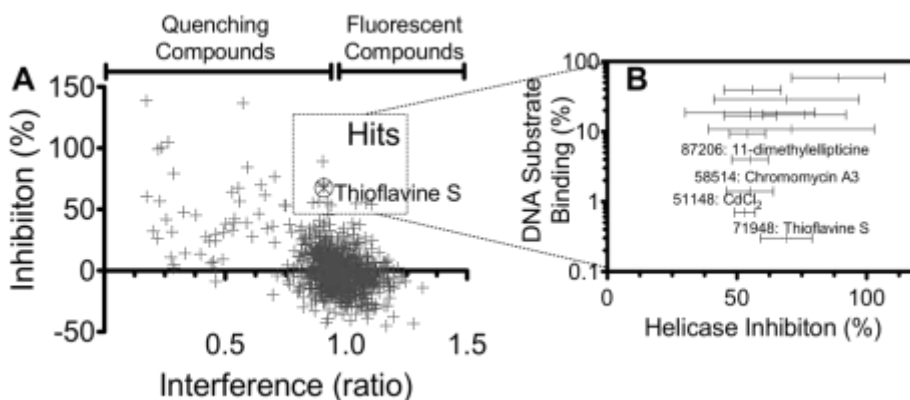 Quenching
Compounds
Fluorescent
Compounds
A
150
100
50
0
-50
Inhibiiton (%)
Hits
Thioflavine S
0.5
1.0
1.5
Interference (ratio)
B
100
10
1
0.1
DNA Substrate
Binding (%)
87206: 11-dimethylellipticine
58514: Chromomycin A3
51148: CdCl2
71948: Thioflavine S
0
50
100
Helicase Inhibiton (%)